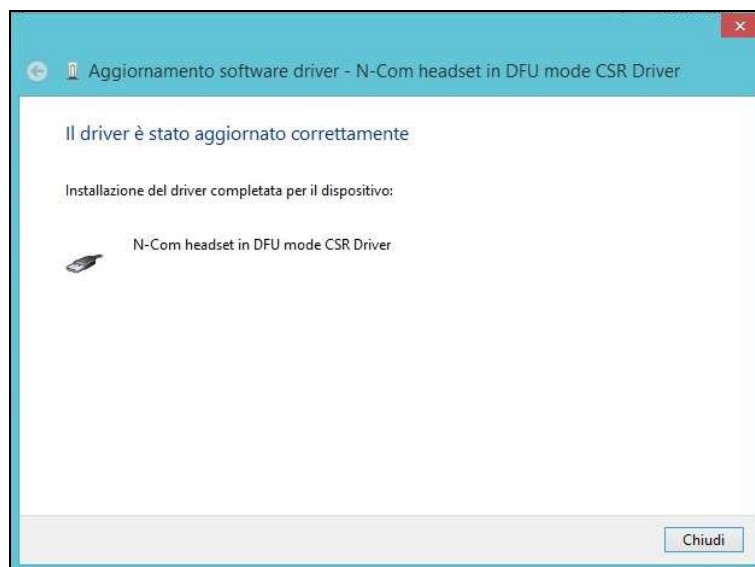 Aggiornamento software driver - N-Com headset in DFU mode CSR Driver
Il driver è stato aggiornato correttamente
Installazione del driver completata per il dispositivo:
N-Com headset in DFU mode CSR Driver
Chiudi